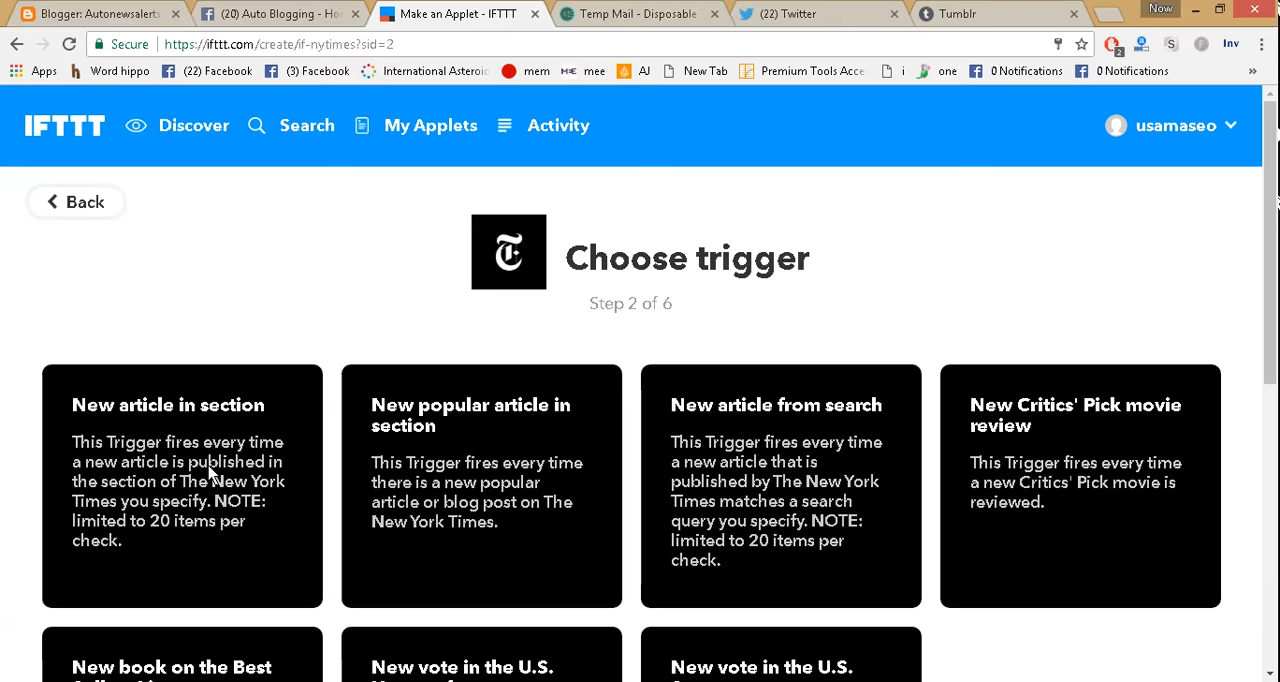 Blogger: Autonewsalerts
(20) Auto Blogging - Ho
Make an Applet - IFTTT
Temp Mail - Disposable
(22) Twitter
Tumblr
Now
Secure
https://ifttt.com/create/if-nytimes?sid=2
2
S
F
Inv
Apps
Word hippo
(22) Facebook
(3) Facebook
International Asteroi
mem
mee
AJ
New Tab
Premium Tools Acce
i
one
0 Notifications
0 Notifications
»
IFTTT
Discover
Search
My Applets
Activity
usamaseo
Back
Choose trigger
Step 2 of 6
New article in section
This Trigger fires every time
a new article is published in
the section of The New York
Times you specify. NOTE:
limited to 20 items per
check.
New popular article in
section
This Trigger fires every time
there is a new popular
article or blog post on The
New York Times.
New article from search
This Trigger fires every time
a new article that is
published by The New York
Times matches a search
query you specify. NOTE:
limited to 20 items per
check.
New Critics' Pick movie
review
This Trigger fires every time
a new Critics' Pick movie is
reviewed.
New book on the Best
New vote in the U.S.
New vote in the U.S.